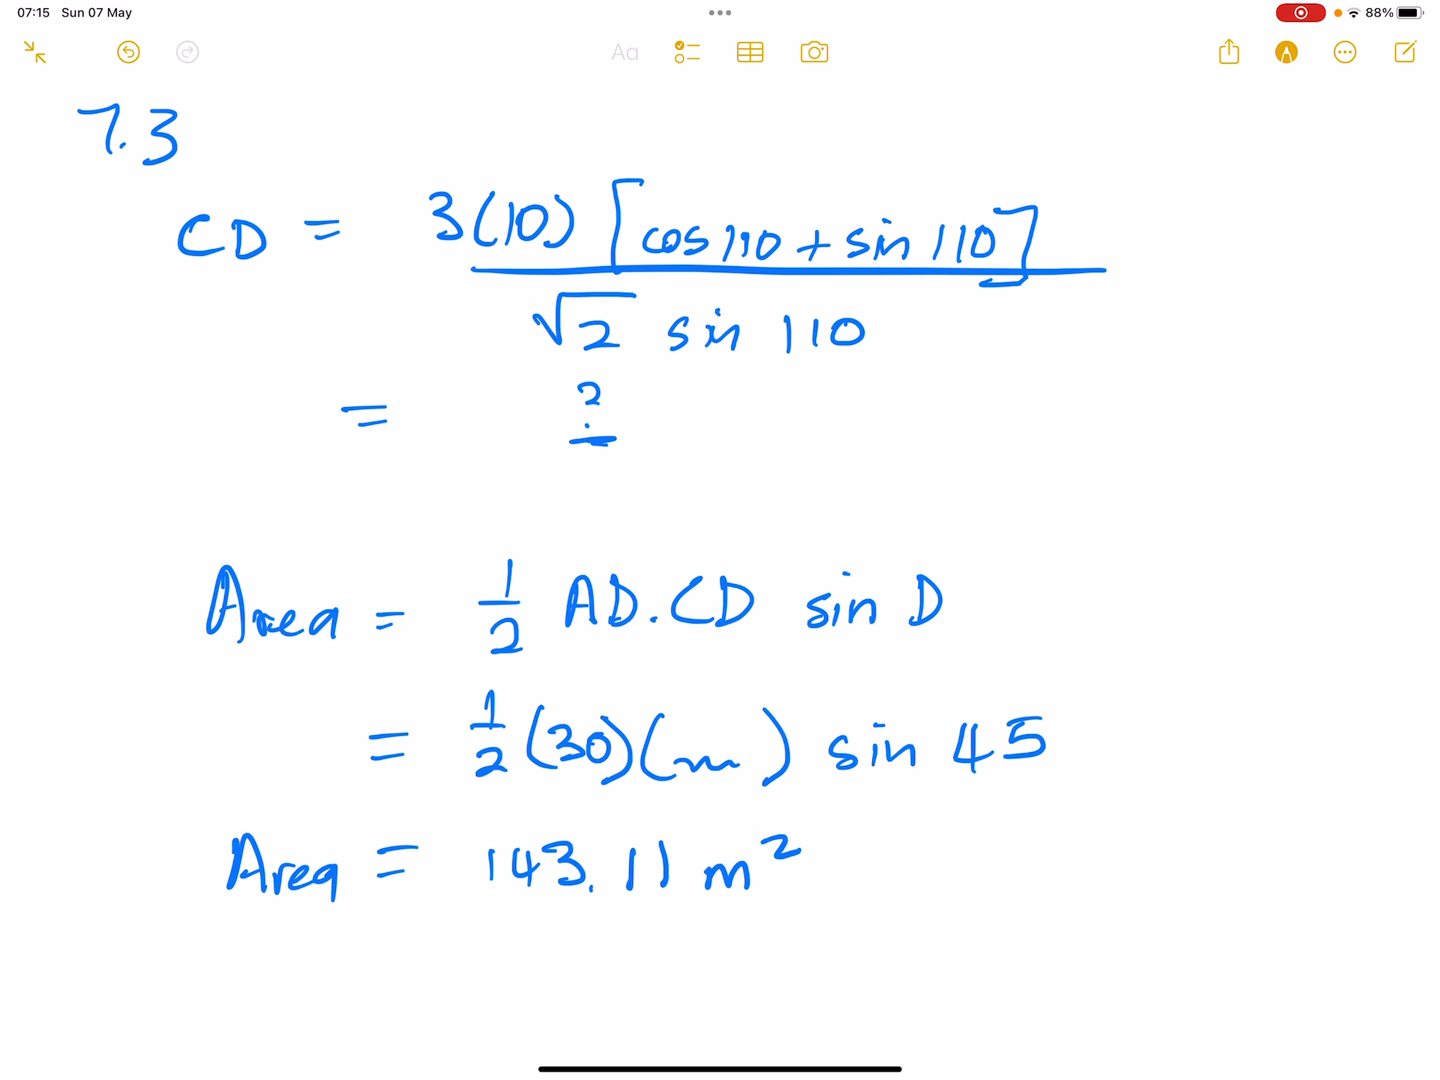 07:15 Sun 07 May 88%
Aa
7.3
CD = 3(10) [cos 110 + sin 110]
√2 sin 110
= ?
Area = 1/2 AD.CD sin D
= 1/2 (30)( ) sin 45
Area = 143.11 m²